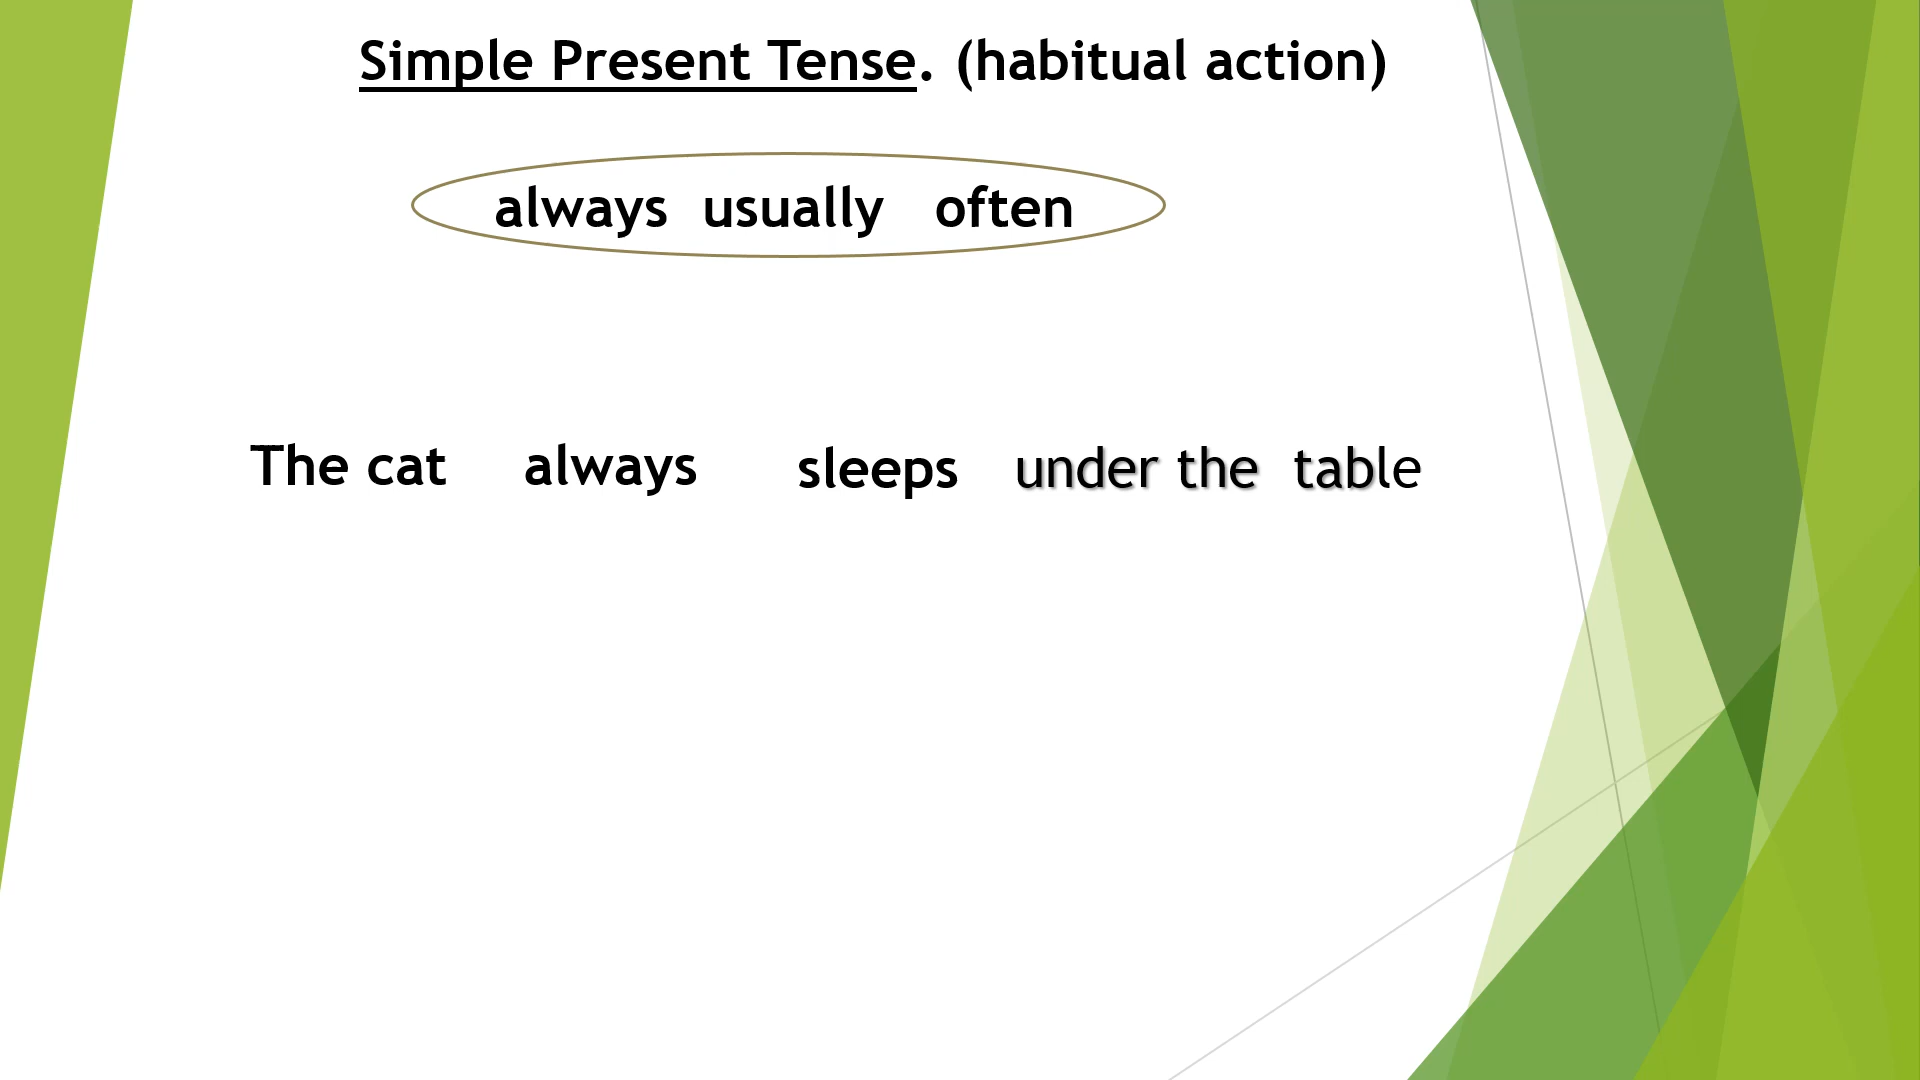 Simple Present Tense. (habitual action)
always usually often
The cat always sleeps under the table